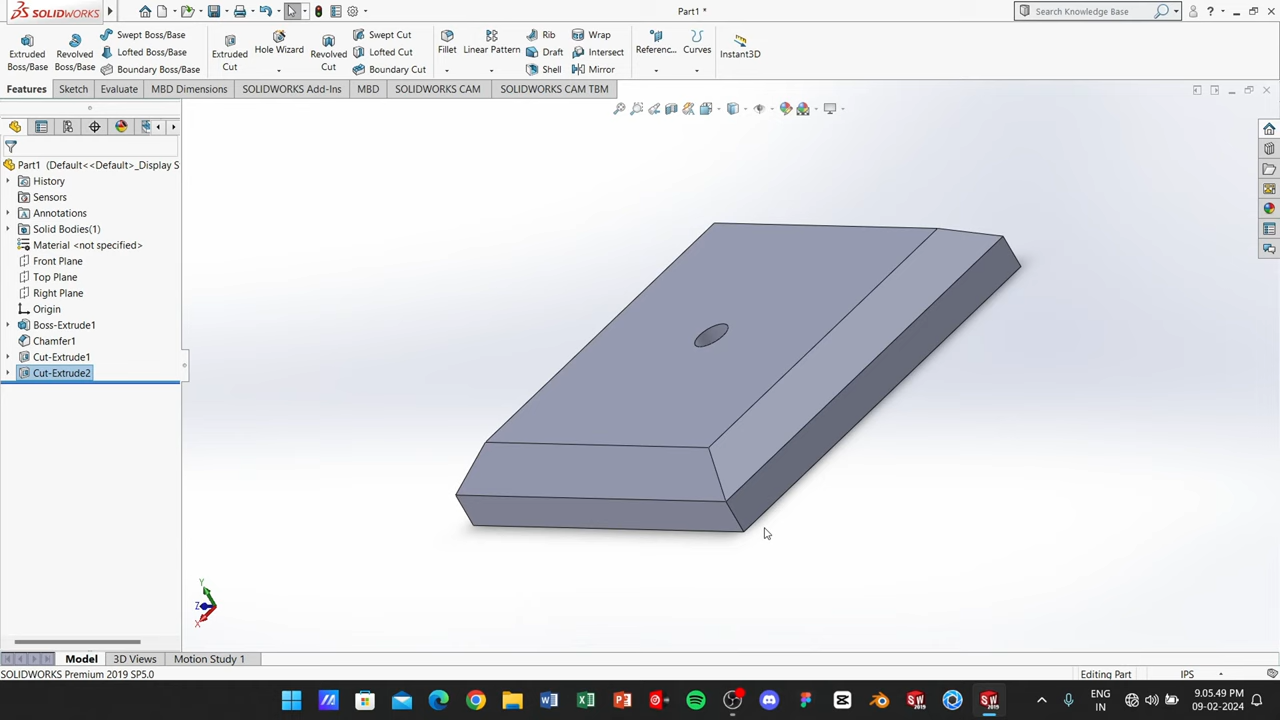 SOLIDWORKS
Part1 *
Search Knowledge Base
?
Extruded Boss/Base
Revolved Boss/Base
Swept Boss/Base
Lofted Boss/Base
Boundary Boss/Base
Extruded Cut
Hole Wizard
Revolved Cut
Swept Cut
Lofted Cut
Boundary Cut
Fillet
Linear Pattern
Rib
Draft
Shell
Wrap
Intersect
Mirror
Referenc...
Curves
Instant3D
Features
Sketch
Evaluate
MBD Dimensions
SOLIDWORKS Add-Ins
MBD
SOLIDWORKS CAM
SOLIDWORKS CAM TBM
Part1 (Default<<Default>_Display S
History
Sensors
Annotations
Solid Bodies(1)
Material <not specified>
Front Plane
Top Plane
Right Plane
Origin
Boss-Extrude1
Chamfer1
Cut-Extrude1
Cut-Extrude2
Y
Z
X
Model
3D Views
Motion Study 1
SOLIDWORKS Premium 2019 SP5.0
Editing Part
IPS
ENG
IN
9.05.49 PM
09-02-2024